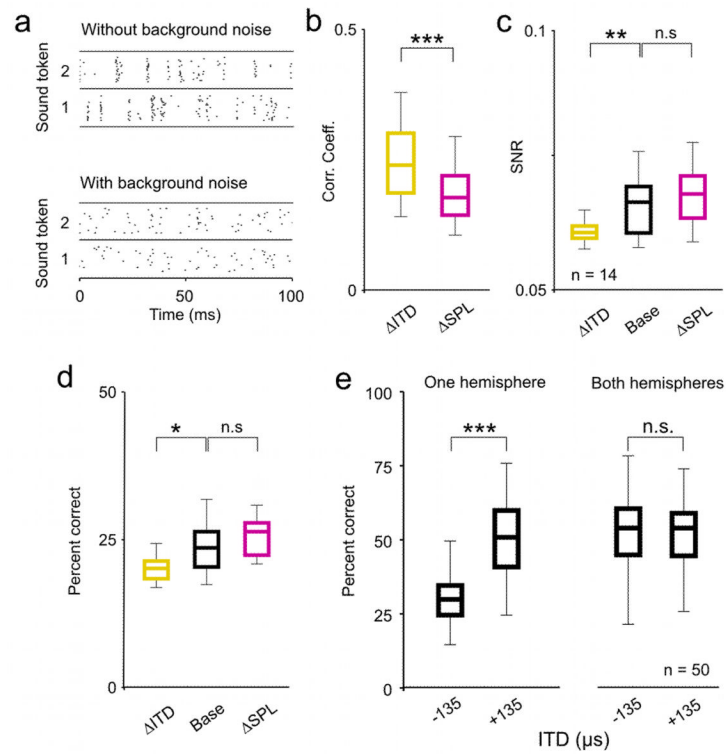 a
Without background noise
Sound token
2
1
With background noise
Sound token
2
1
0
50
100
Time (ms)
b
0.5
***
Corr. Coeff.
0
ΔITD
ΔSPL
c
0.1
**
n.s
SNR
n = 14
0.05
ΔITD
Base
ΔSPL
d
50
*
n.s
Percent correct
25
0
ΔITD
Base
ΔSPL
e
One hemisphere
Both hemispheres
100
***
n.s.
75
Percent correct
50
25
n = 50
0
-135
+135
-135
+135
ITD (µs)